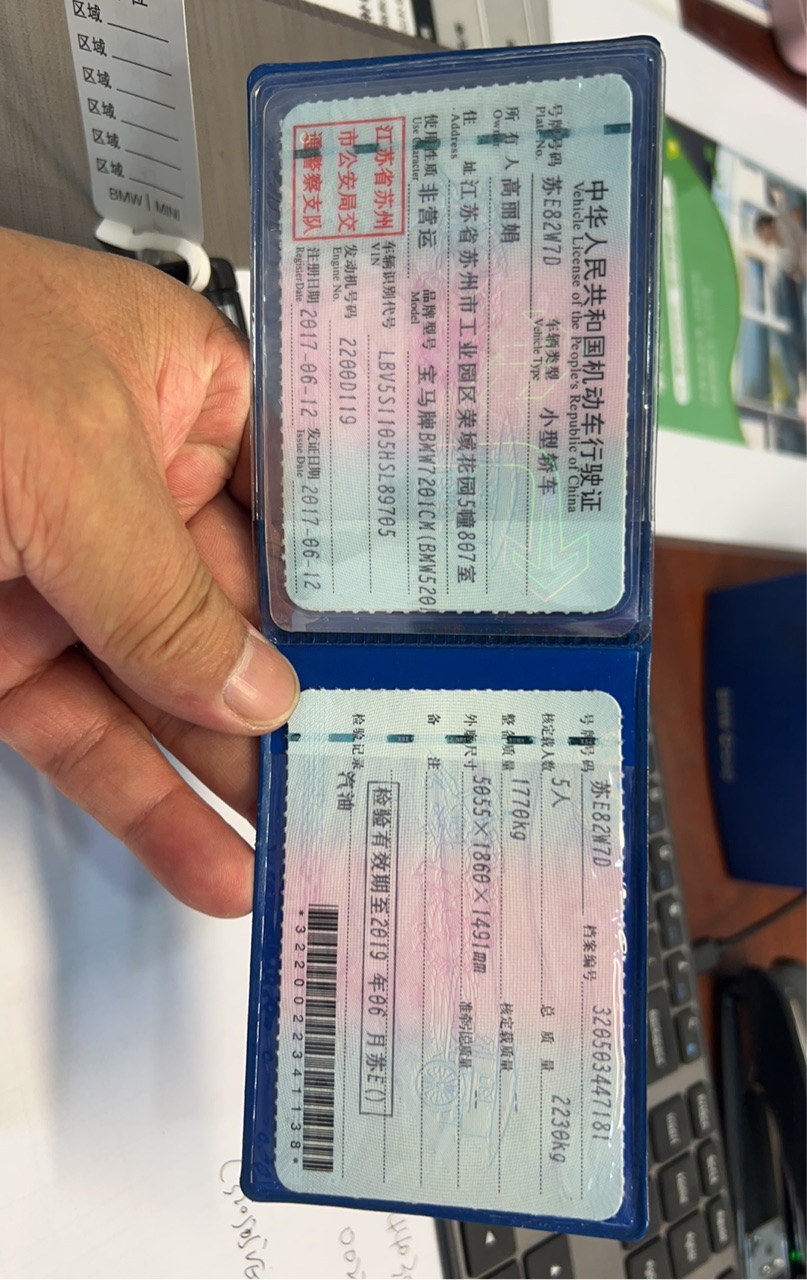 中华人民共和国机动车行驶证
Vehicle License of the People's Republic of China
号牌号码 苏E82W7D 车辆类型 小型轿车
Plate No. Vehicle Type
所有人 高丽娟
Owner
住址 江苏省苏州市工业园区荣域花园5幢807室
Address
使用性质 非营运 品牌型号 宝马牌BMW7201CM(BMW520
Use Character Model
江苏省苏州
市公安局交
通警察支队
车辆识别代号 LBV5S1105HSL89705
VIN
发动机号码 2200D119
Engine No.
注册日期 2017-06-12 发证日期 2017-06-12
Register Date Issue Date
号牌号码 苏E82W7D 档案编号 320503447181
核定载人数 5人 总质量 2230kg
整备质量 1770kg 核定载质量
外廓尺寸 5055×1860×1491mm 准牵引总质量
备注
检验有效期至2019年06月苏E()
检验记录 汽油
*3220022341138*
区域
区域
区域
区域
区域
区域
BMW | MINI